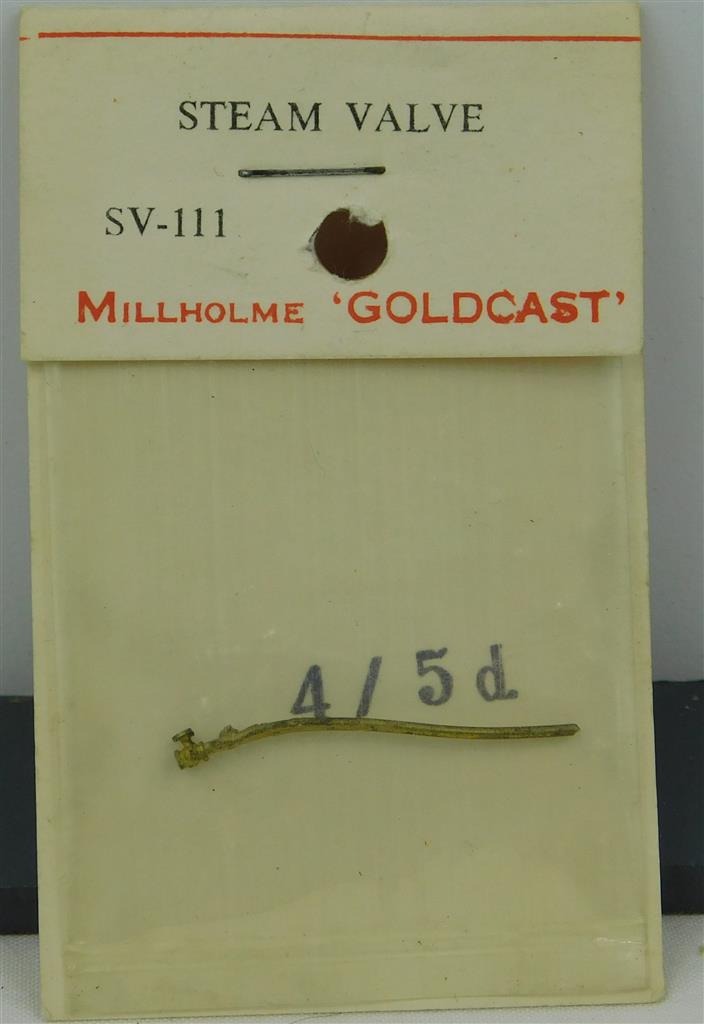 STEAM VALVE
SV-111
MILLHOLME 'GOLDCAST'
4/5d